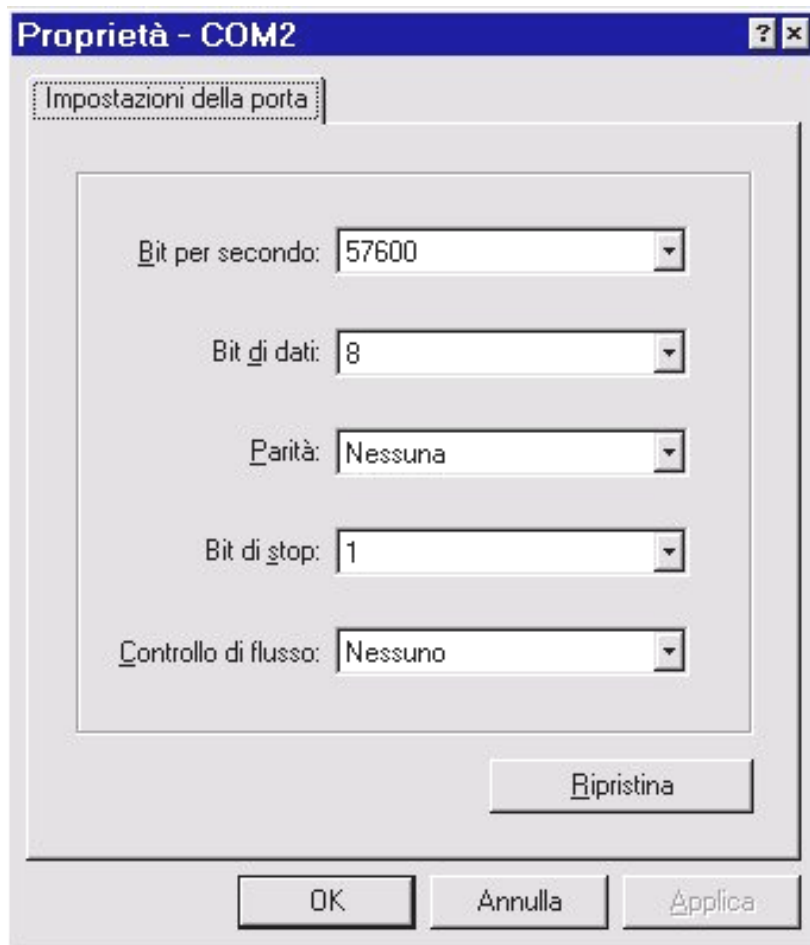 Proprietà - COM2
? ×
Impostazioni della porta
Bit per secondo: 57600
Bit di dati: 8
Parità: Nessuna
Bit di stop: 1
Controllo di flusso: Nessuno
Ripristina
OK Annulla Applica